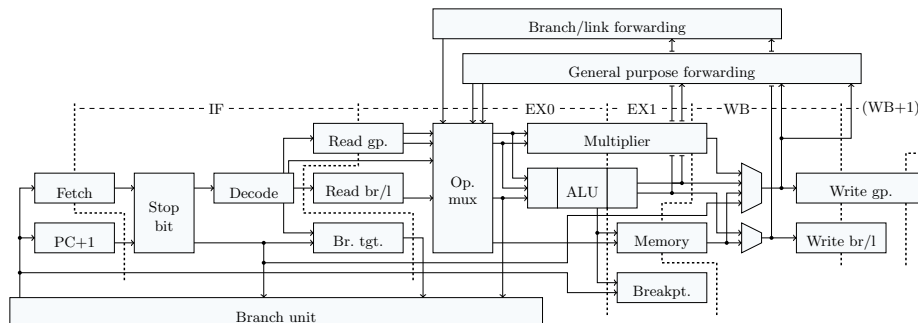 Branch/link forwarding
General purpose forwarding
IF
EX0
EX1
WB
(WB+1)
Read gp.
Multiplier
Fetch
Stop
bit
Decode
Read br/l
Op.
mux
ALU
Write gp.
PC+1
Br. tgt.
Memory
Write br/l
Breakpt.
Branch unit